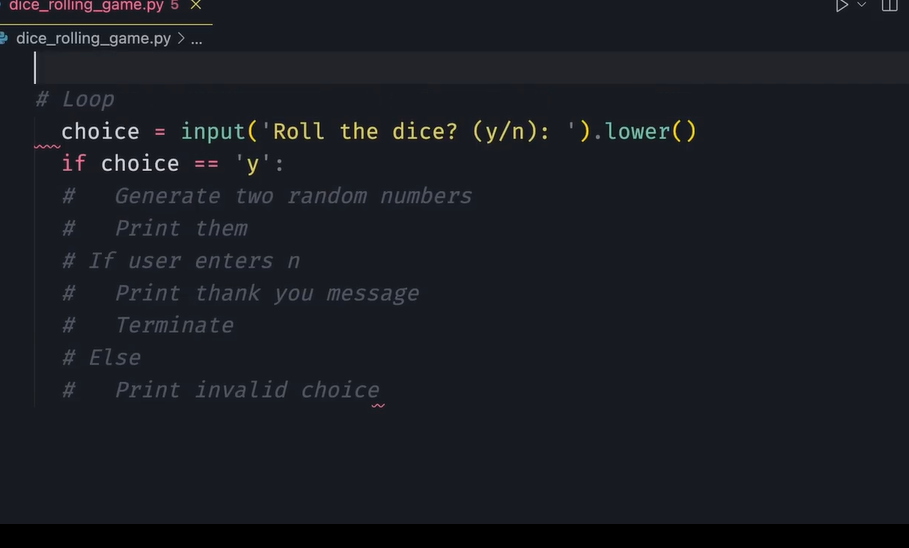 dice_rolling_game.py 5
dice_rolling_game.py > ...
# Loop
choice = input('Roll the dice? (y/n): ').lower()
if choice == 'y':
#   Generate two random numbers
#   Print them
# If user enters n
#   Print thank you message
#   Terminate
# Else
#   Print invalid choice